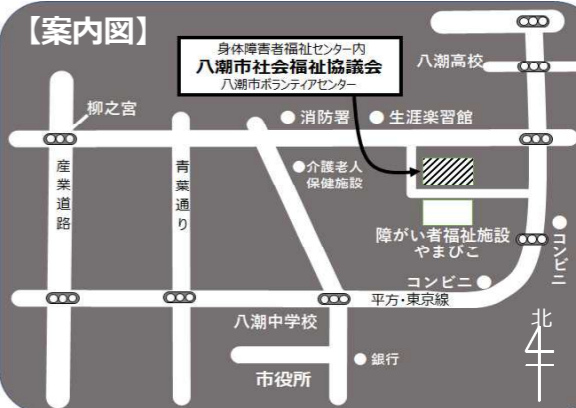 【案内図】
身体障害者福祉センター内
八潮市社会福祉協議会
八潮市ボランティアセンター
八潮高校
柳之宮
消防署
生涯楽習館
産業道路
青葉通り
介護老人
保健施設
障がい者福祉施設
やまびこ
コンビニ
コンビニ
平方・東京線
八潮中学校
北
銀行
市役所